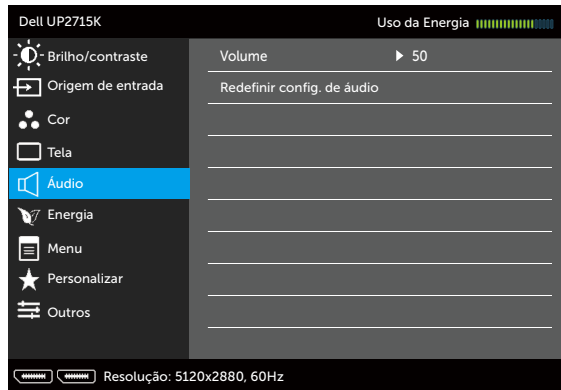 Dell UP2715K
Uso da Energia
Brilho/contraste
Volume 50
Origem de entrada
Redefinir config. de áudio
Cor
Tela
Áudio
Energia
Menu
Personalizar
Outros
Resolução: 5120x2880, 60Hz